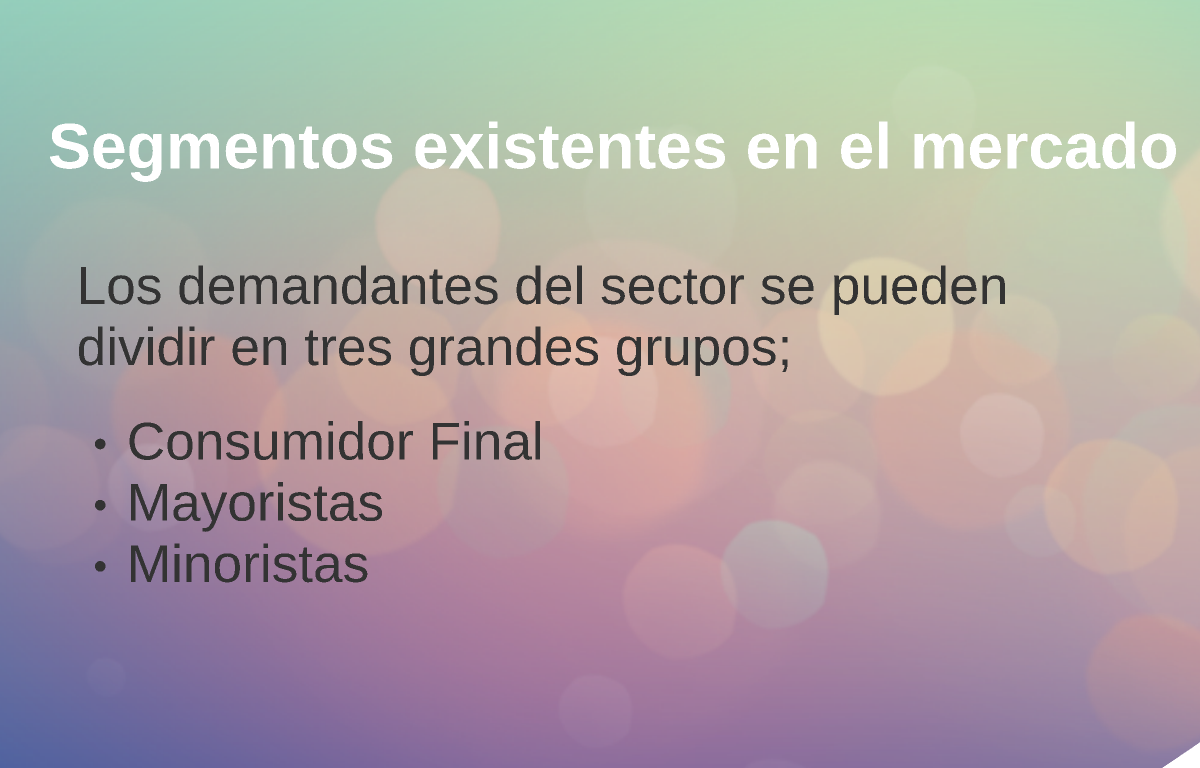 Segmentos existentes en el mercado
Los demandantes del sector se pueden
dividir en tres grandes grupos;
• Consumidor Final
• Mayoristas
• Minoristas